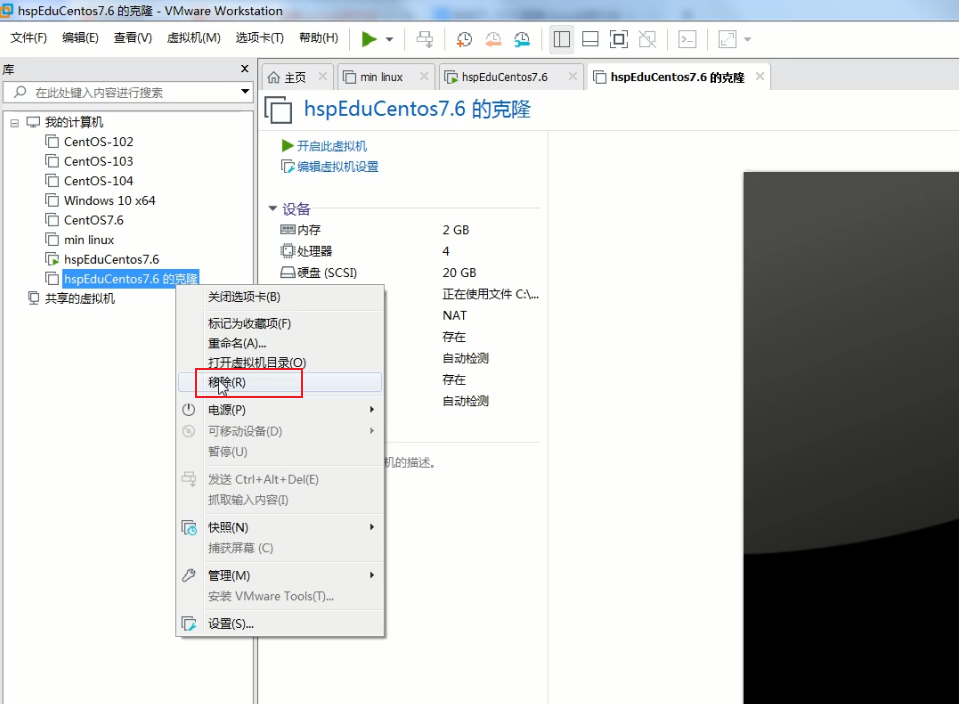 hspEduCentos7.6 的克隆 - VMware Workstation
文件(F) 编辑(E) 查看(V) 虚拟机(M) 选项卡(T) 帮助(H)
库
在此处键入内容进行搜索
我的计算机
CentOS-102
CentOS-103
CentOS-104
Windows 10 x64
CentOS7.6
min linux
hspEduCentos7.6
hspEduCentos7.6 的克隆
共享的虚拟机
主页 min linux hspEduCentos7.6 hspEduCentos7.6 的克隆
hspEduCentos7.6 的克隆
开启此虚拟机
编辑虚拟机设置
设备
内存 2 GB
处理器 4
硬盘 (SCSI) 20 GB
正在使用文件 C:\...
NAT
存在
自动检测
存在
自动检测
机的描述。
关闭选项卡(B)
标记为收藏项(F)
重命名(A)...
打开虚拟机目录(O)
移除(R)
电源(P)
可移动设备(D)
暂停(U)
发送 Ctrl+Alt+Del(E)
抓取输入内容(I)
快照(N)
捕获屏幕 (C)
管理(M)
安装 VMware Tools(T)...
设置(S)...